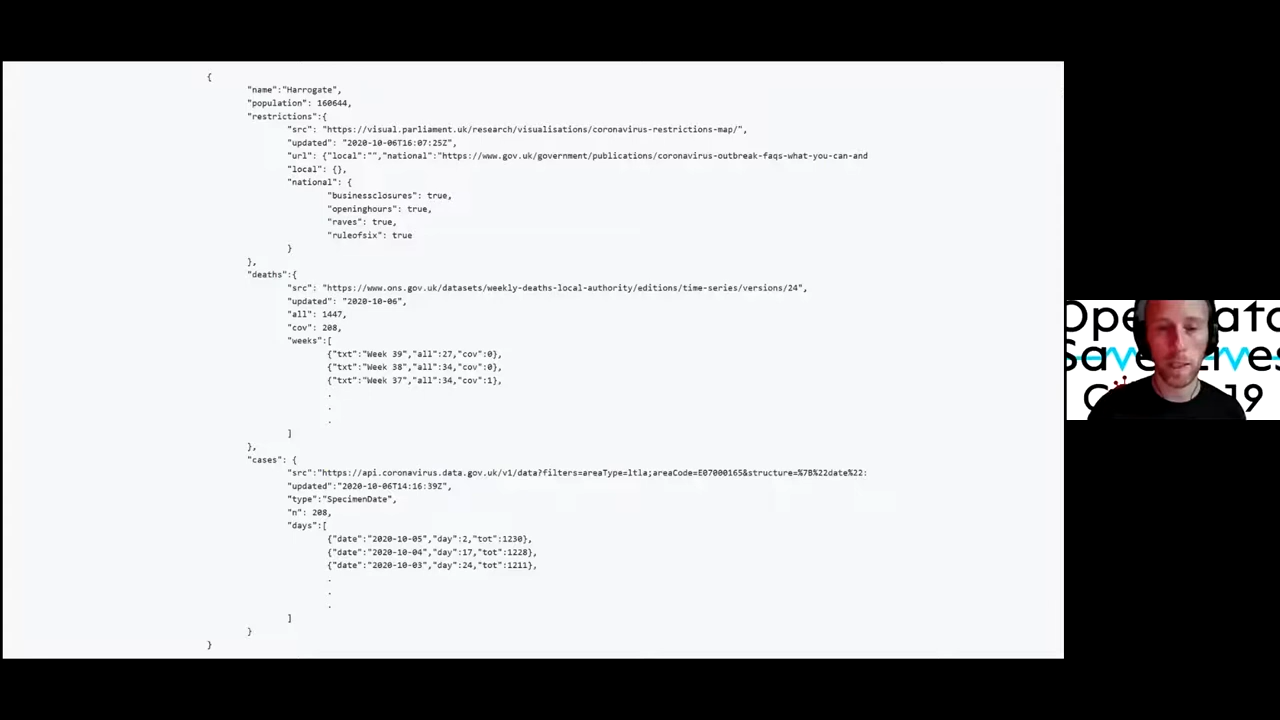 {
"name":"Harrogate",
"population": 160644,
"restrictions":{
"src": "https://visual.parliament.uk/research/visualisations/coronavirus-restrictions-map/",
"updated": "2020-10-06T16:07:25Z",
"url": {"local":"","national":"https://www.gov.uk/government/publications/coronavirus-outbreak-faqs-what-you-can-and
"local": {},
"national": {
"businessclosures": true,
"openinghours": true,
"raves": true,
"ruleofsix": true
}
},
"deaths":{
"src": "https://www.ons.gov.uk/datasets/weekly-deaths-local-authority/editions/time-series/versions/24",
"updated": "2020-10-06",
"all": 1447,
"cov": 208,
"weeks":[
{"txt":"Week 39","all":27,"cov":0},
{"txt":"Week 38","all":34,"cov":0},
{"txt":"Week 37","all":34,"cov":1},
.
.
.
]
},
"cases": {
"src":"https://api.coronavirus.data.gov.uk/v1/data?filters=areaType=ltla;areaCode=E07000165&structure=%7B%22date%22:
"updated":"2020-10-06T14:16:39Z",
"type":"SpecimenDate",
"n": 208,
"days":[
{"date":"2020-10-05","day":2,"tot":1230},
{"date":"2020-10-04","day":17,"tot":1228},
{"date":"2020-10-03","day":24,"tot":1211},
.
.
.
]
}
}
Ope ata
Save ves
C 19